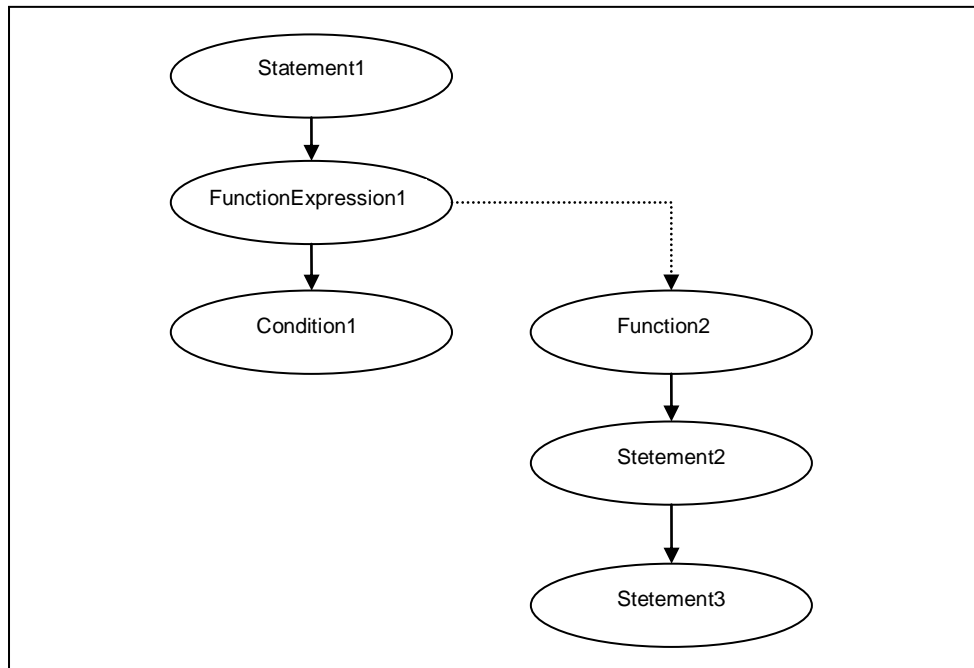 Statement1
FunctionExpression1
Condition1
Function2
Stetement2
Stetement3